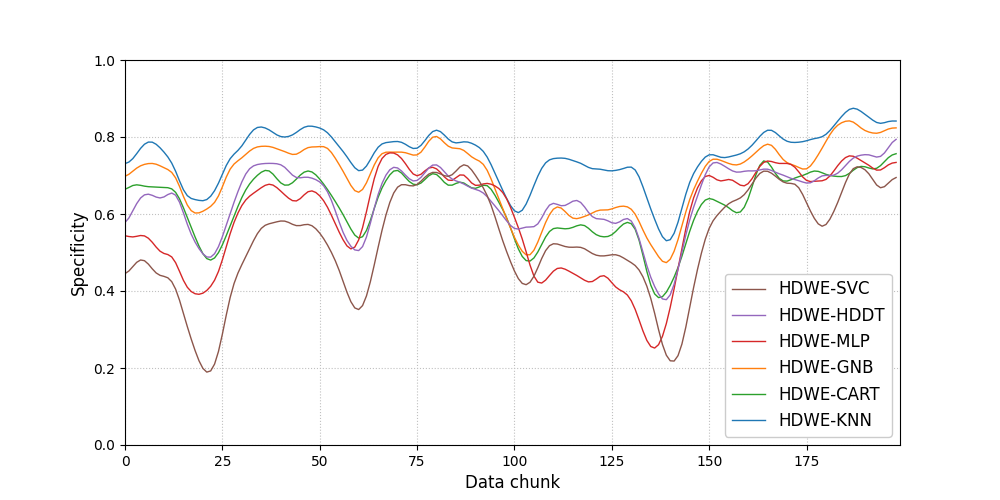 1.0
0.8
0.6
0.4
0.2
0.0
Specificity
0 25 50 75 100 125 150 175
Data chunk
HDWE-SVC
HDWE-HDDT
HDWE-MLP
HDWE-GNB
HDWE-CART
HDWE-KNN